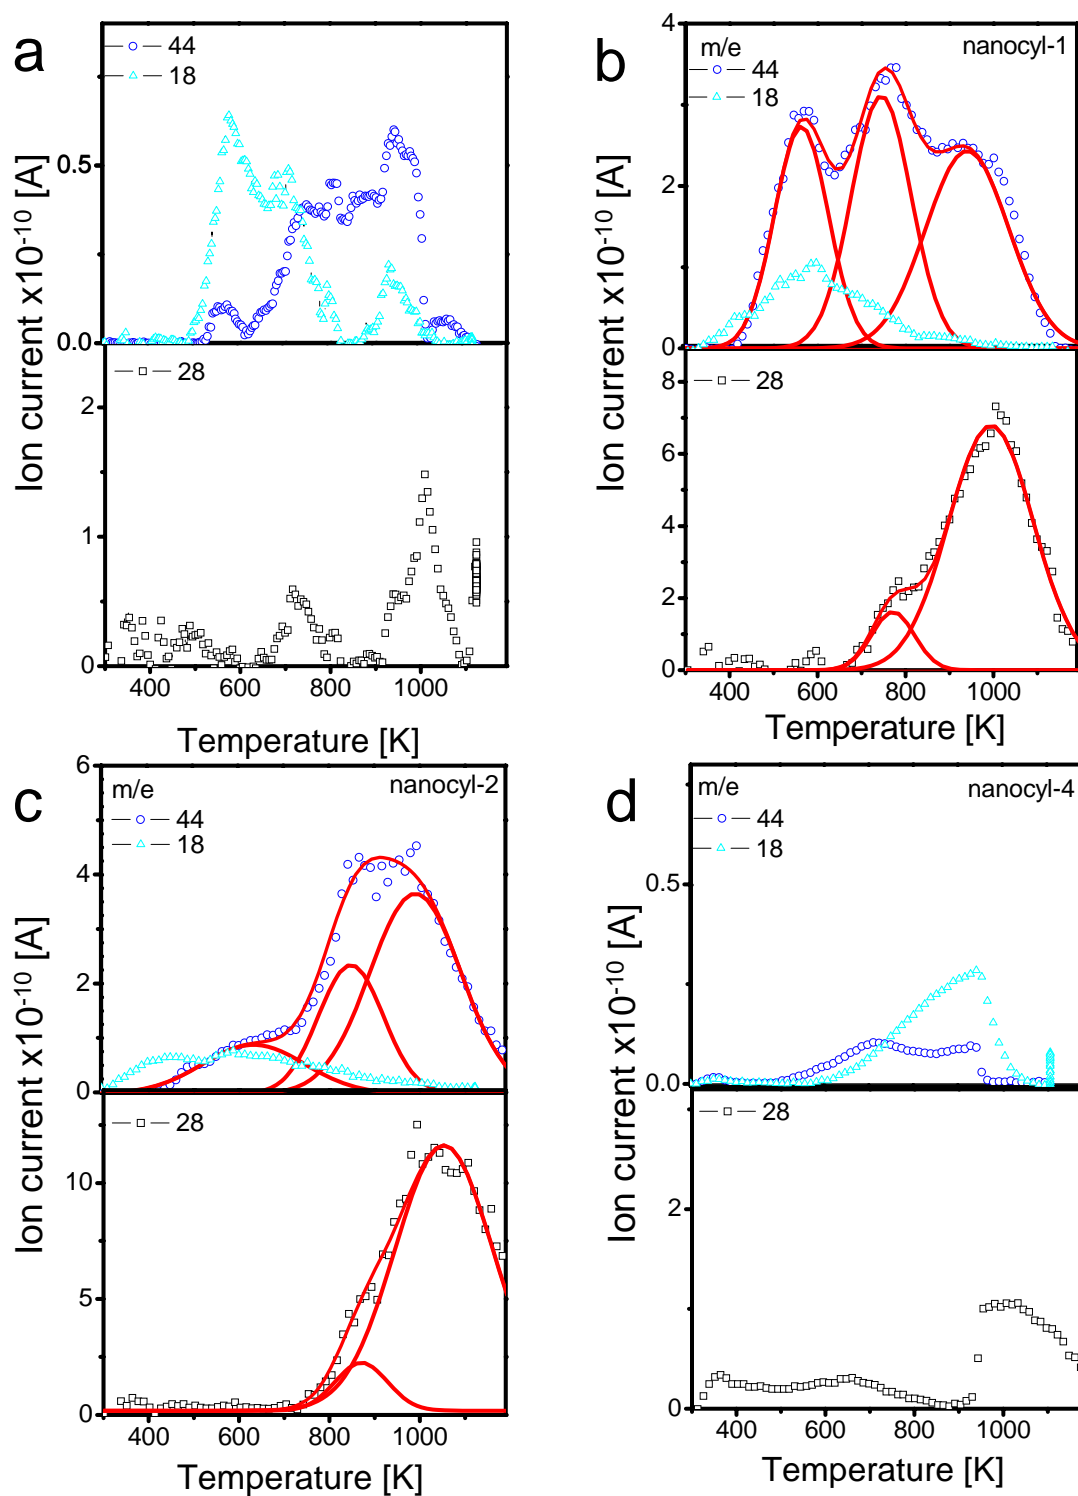 a
44
18
0.5
0.0
Ion current x10-10 [A]
28
2
1
0
400 600 800 1000
Temperature [K]
b
m/e
nanocyl-1
44
18
4
2
0
Ion current x10-10 [A]
28
8
6
4
2
0
400 600 800 1000
Temperature [K]
c
m/e
nanocyl-2
44
18
6
4
2
0
Ion current x10-10 [A]
28
10
5
0
400 600 800 1000
Temperature [K]
d
m/e
nanocyl-4
44
18
0.5
0.0
Ion current x10-10 [A]
28
2
1
0
400 600 800 1000
Temperature [K]